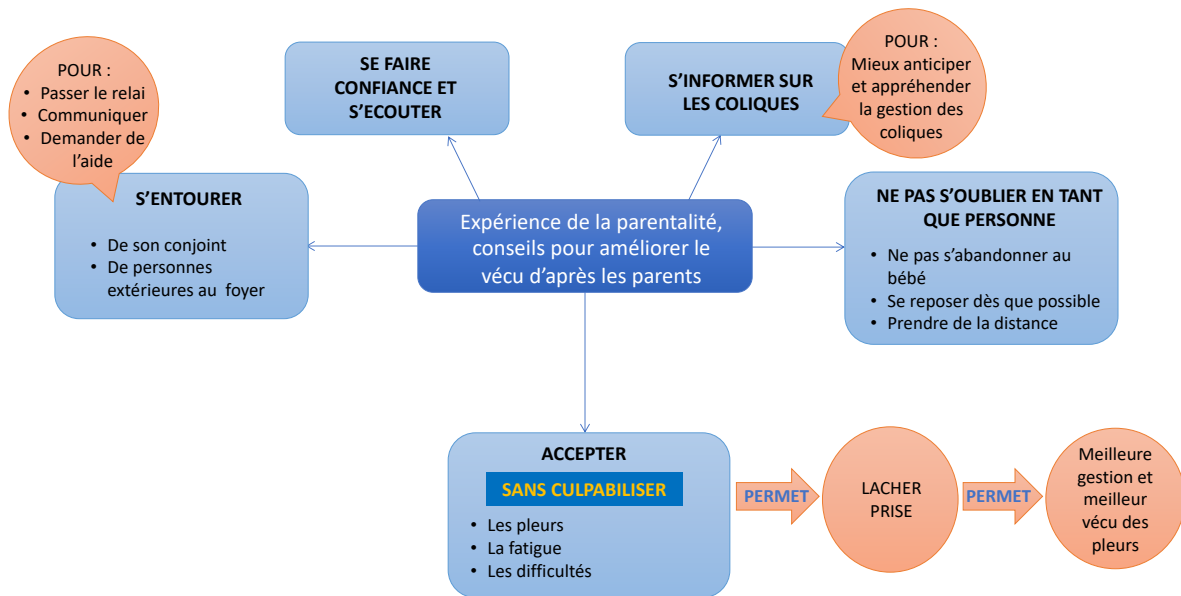 POUR :
• Passer le relai
• Communiquer
• Demander de
l'aide
SE FAIRE
CONFIANCE ET
S'ECOUTER
S'INFORMER SUR
LES COLIQUES
POUR :
Mieux anticiper
et appréhender
la gestion des
coliques
S'ENTOURER
• De son conjoint
• De personnes
extérieures au foyer
Expérience de la parentalité,
conseils pour améliorer le
vécu d'après les parents
NE PAS S'OUBLIER EN TANT
QUE PERSONNE
• Ne pas s'abandonner au
bébé
• Se reposer dès que possible
• Prendre de la distance
ACCEPTER
SANS CULPABILISER
• Les pleurs
• La fatigue
• Les difficultés
PERMET
LACHER
PRISE
PERMET
Meilleure
gestion et
meilleur
vécu des
pleurs